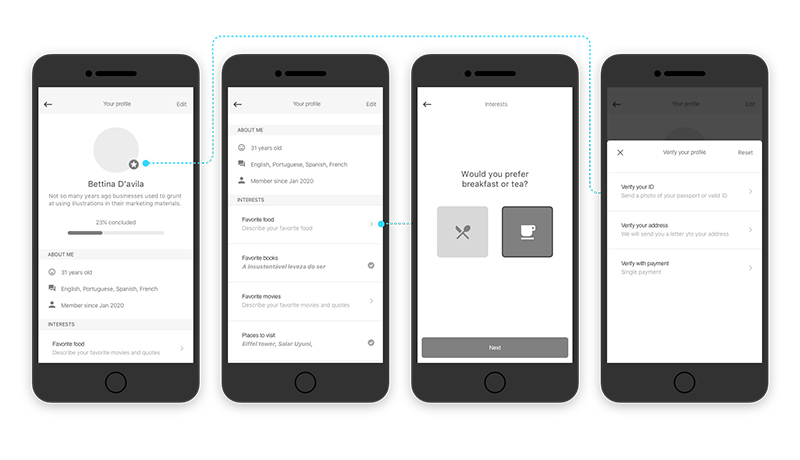 Your profile
Edit
Bettina D'avila
Not so many years ago businesses used to grunt
at using illustrations in their marketing materials.
23% concluded
ABOUT ME
31 years old
English, Portuguese, Spanish, French
Member since Jan 2020
INTERESTS
Favorite food
Describe your favorite movies and quotes
Your profile
Edit
ABOUT ME
31 years old
English, Portuguese, Spanish, French
Member since Jan 2020
INTERESTS
Favorite food
Describe your favorite food
Favorite books
A insustentável leveza do ser
Favorite movies
Describe your favorite movies and quotes
Places to visit
Eiffel tower, Salar Uyuni,
Interests
Would you prefer
breakfast or tea?
Next
Your profile
Edit
Verify your profile
Reset
Verify your ID
Send a photo of your passport or valid ID
Verify your address
We will send you a letter yto your address
Verify with payment
Single payment